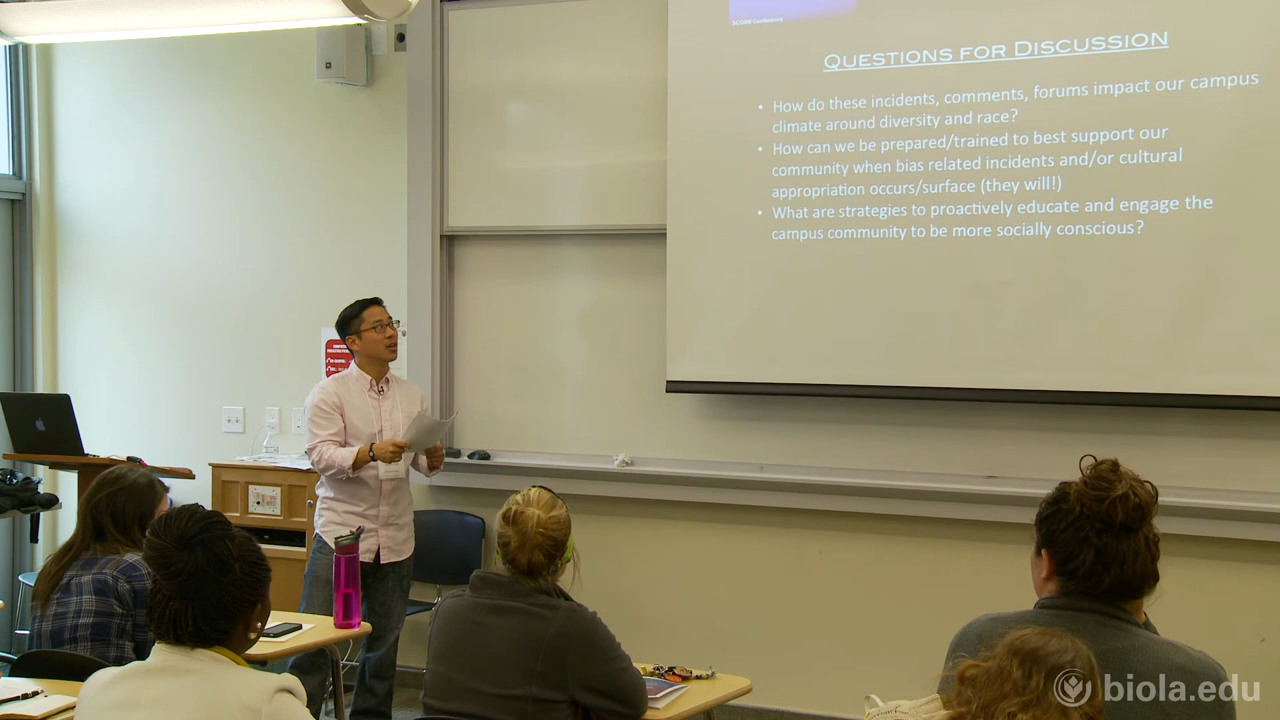 SCORR Conference
QUESTIONS FOR DISCUSSION
• How do these incidents, comments, forums impact our campus
climate around diversity and race?
• How can we be prepared/trained to best support our
community when bias related incidents and/or cultural
appropriation occurs/surface (they will!)
• What are strategies to proactively educate and engage the
campus community to be more socially conscious?
biola.edu